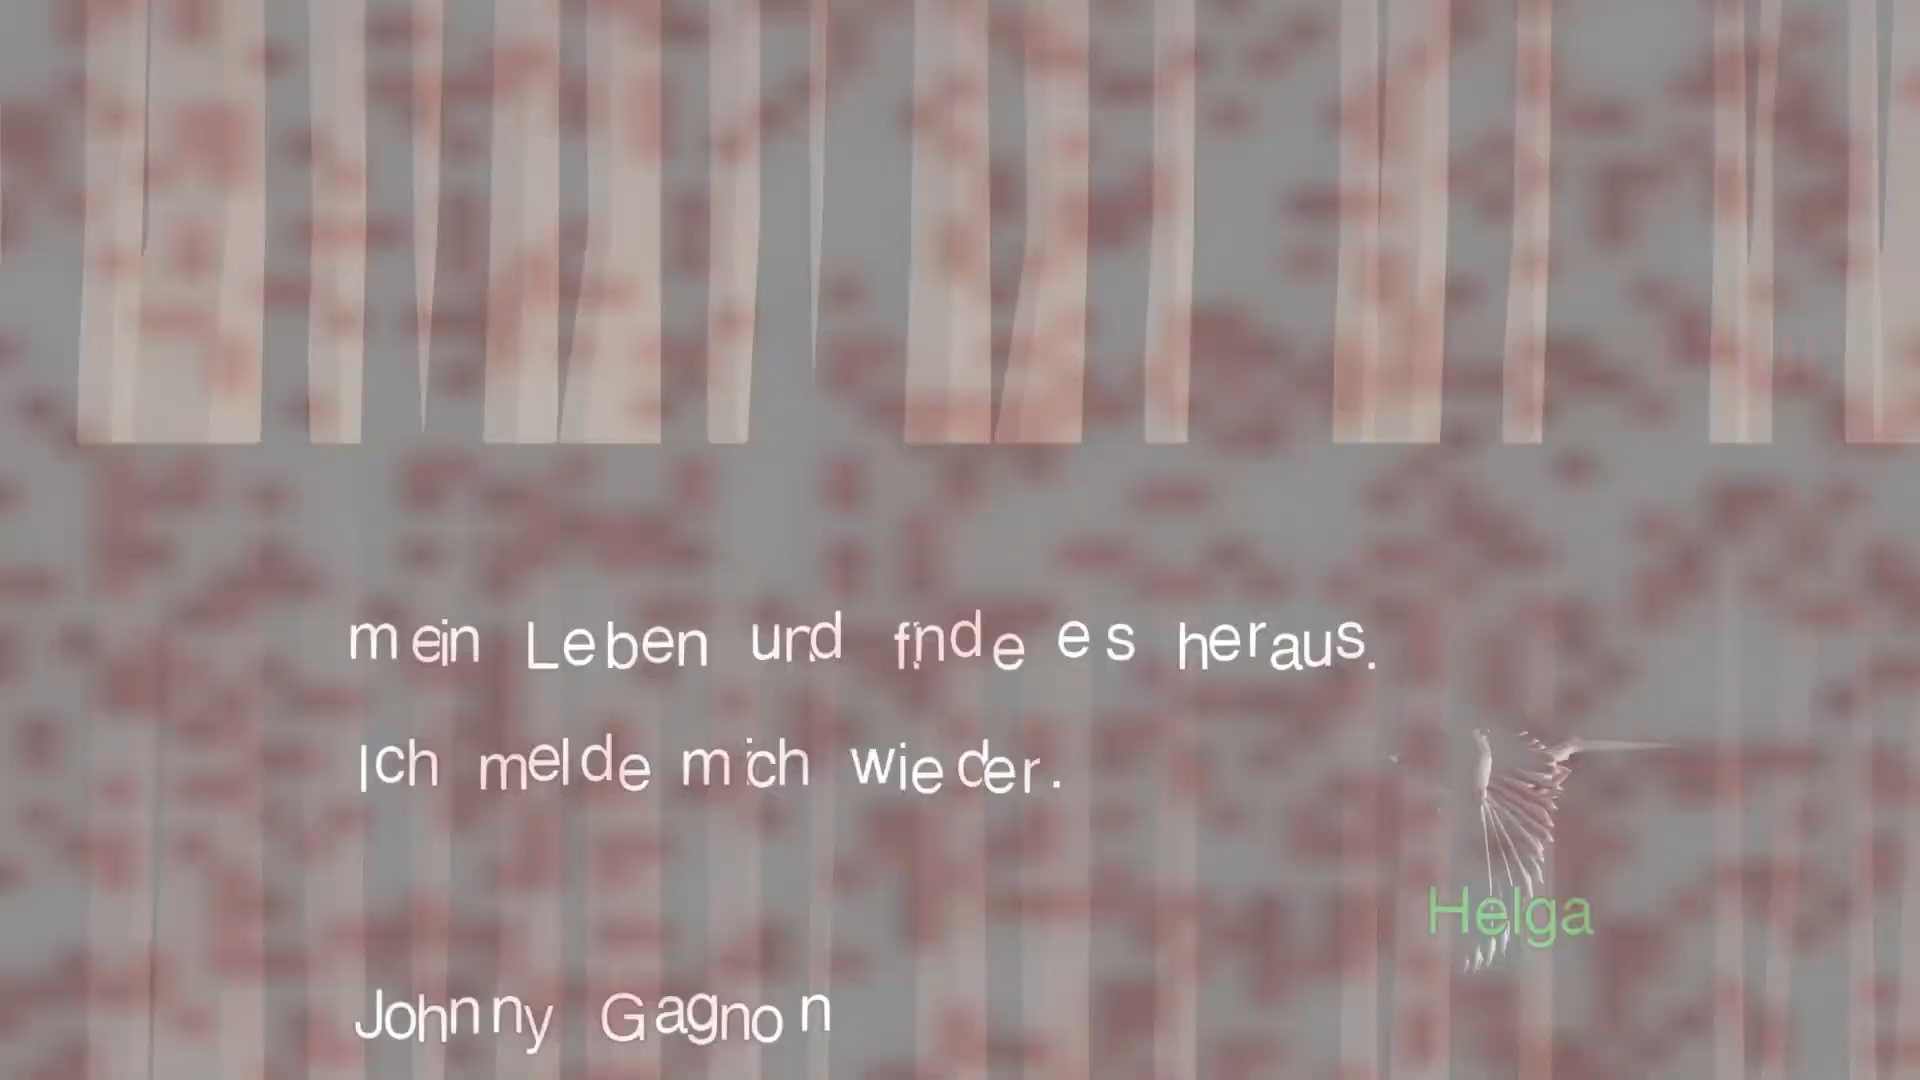 mein Leben und finde es heraus.
Ich melde mich wieder.
Helga
Johnny Gagnon